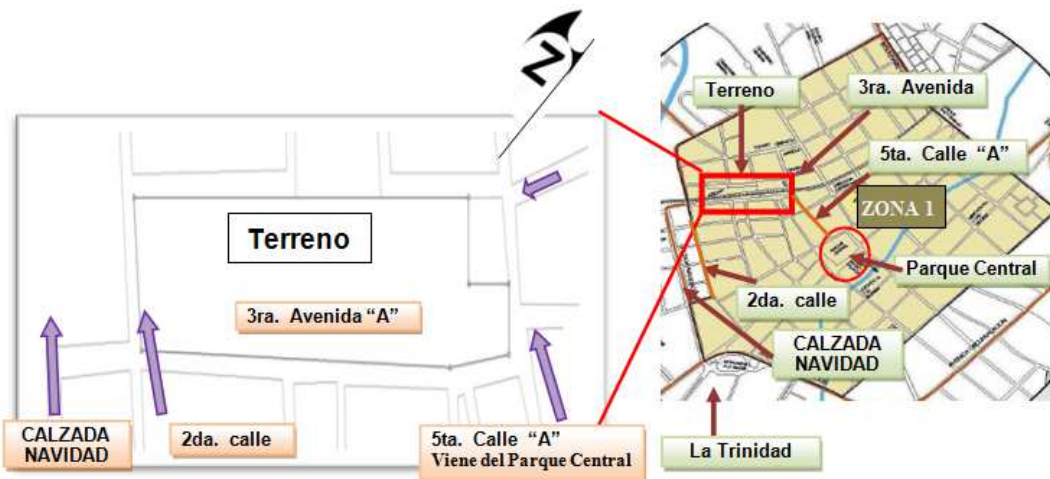 N
Terreno
3ra. Avenida "A"
CALZADA
NAVIDAD
2da. calle
5ta. Calle "A"
Viene del Parque Central
Terreno
3ra. Avenida
5ta. Calle "A"
ZONA 1
Parque Central
2da. calle
CALZADA
NAVIDAD
La Trinidad